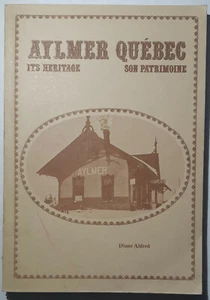 AYLMER QUÉBEC
ITS HERITAGE SON PATRIMOINE
AYLMER
Diane Aldred